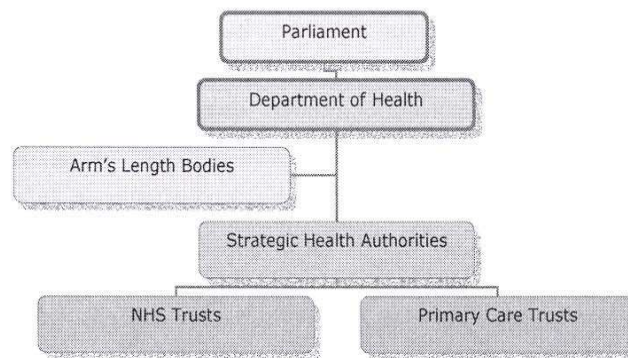 Parliament
Department of Health
Arm's Length Bodies
Strategic Health Authorities
NHS Trusts
Primary Care Trusts